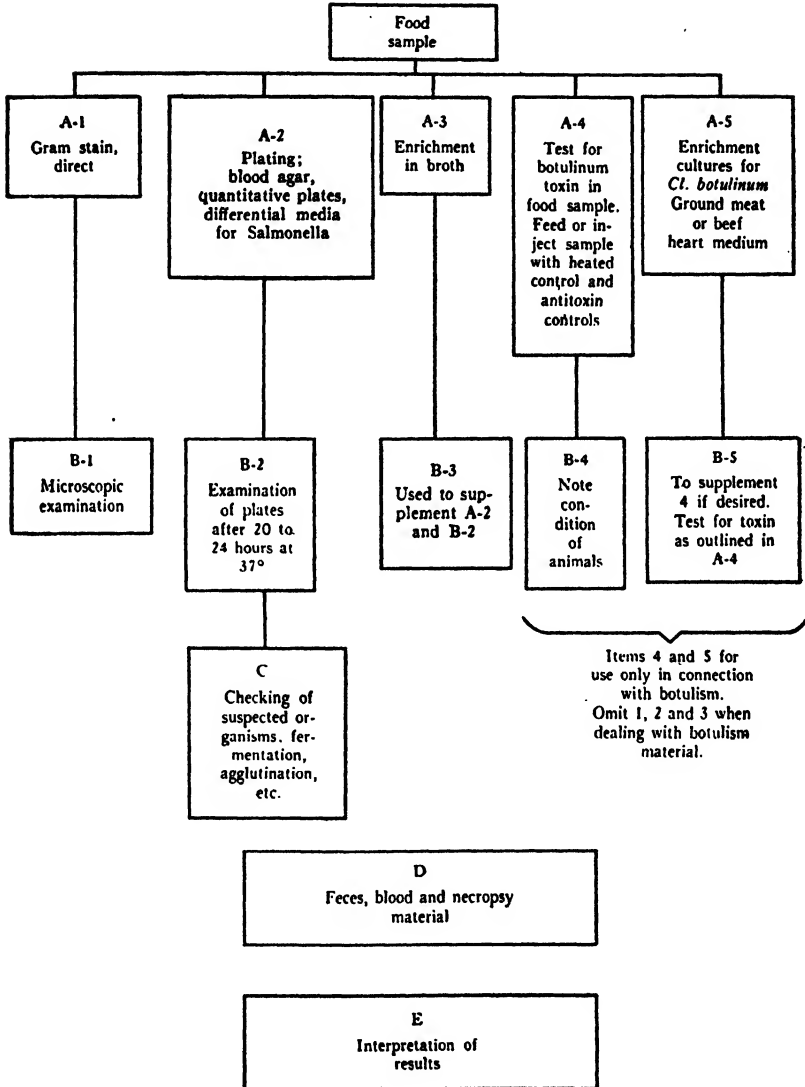 Food
sample
A-1
Gram stain,
direct
A-2
Plating;
blood agar,
quantitative plates,
differential media
for Salmonella
A-3
Enrichment
in broth
A-4
Test for
botulinum
toxin in
food sample.
Feed or in-
ject sample
with heated
control and
antitoxin
controls
A-5
Enrichment
cultures for
Cl. botulinum
Ground meat
or beef
heart medium
B-1
Microscopic
examination
B-2
Examination
of plates
after 20 to
24 hours at
37°
B-3
Used to sup-
plement A-2
and B-2
B-4
Note
con-
dition
of
animals
B-5
To supplement
4 if desired.
Test for toxin
as outlined in
A-4
C
Checking of
suspected or-
ganisms, fer-
mentation,
agglutination,
etc.
Items 4 and 5 for
use only in connection
with botulism.
Omit 1, 2 and 3 when
dealing with botulism
material.
D
Feces, blood and necropsy
material
E
Interpretation of
results